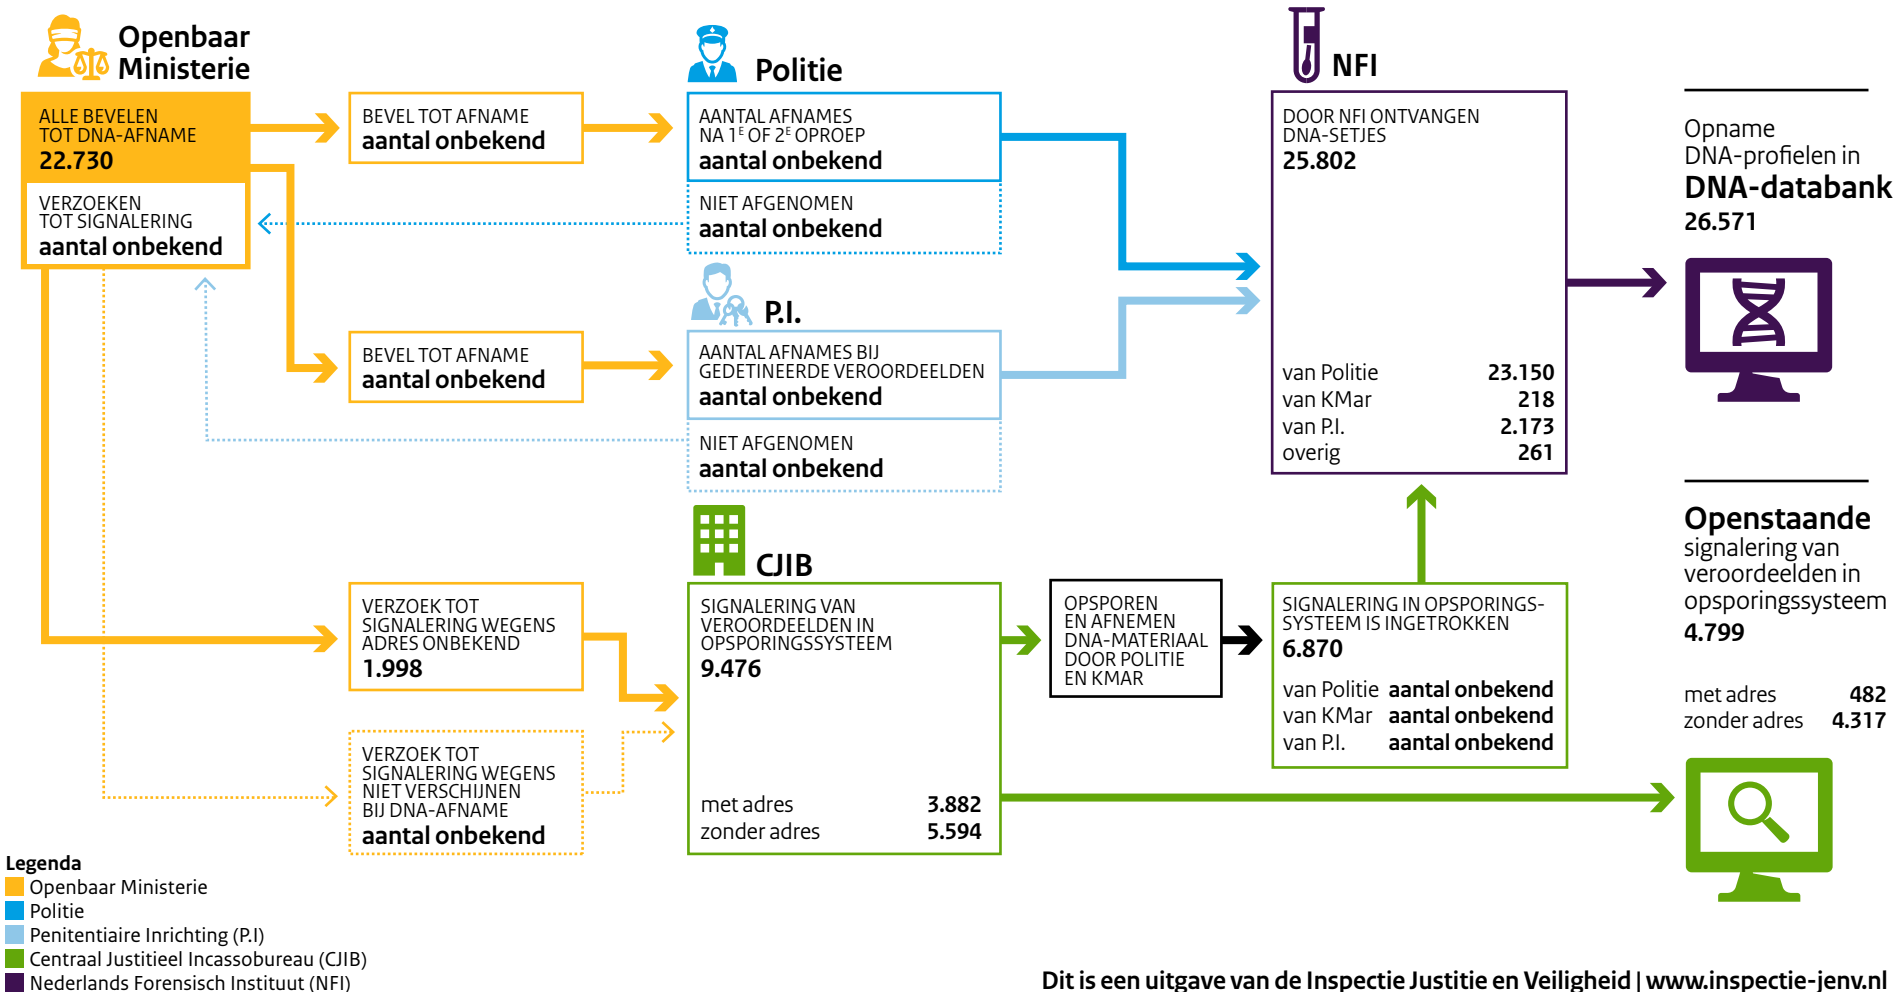 Openbaar
Ministerie
ALLE BEVELEN
TOT DNA-AFNAME
22.730
VERZOEKEN
TOT SIGNALERING
aantal onbekend
BEVEL TOT AFNAME
aantal onbekend
Politie
AANTAL AFNAMES
NA 1E OF 2E OPROEP
aantal onbekend
NIET AFGENOMEN
aantal onbekend
BEVEL TOT AFNAME
aantal onbekend
P.I.
AANTAL AFNAMES BIJ
GEDETINEERDE VEROORDEELDEN
aantal onbekend
NIET AFGENOMEN
aantal onbekend
NFI
DOOR NFI ONTVANGEN
DNA-SETJES
25.802
van Politie 23.150
van KMar 218
van P.I. 2.173
overig 261
Opname
DNA-profielen in
DNA-databank
26.571
VERZOEK TOT
SIGNALERING WEGENS
ADRES ONBEKEND
1.998
VERZOEK TOT
SIGNALERING WEGENS
NIET VERSCHIJNEN
BIJ DNA-AFNAME
aantal onbekend
CJIB
SIGNALERING VAN
VEROORDEELDEN IN
OPSPORINGSSYSTEEM
9.476
met adres 3.882
zonder adres 5.594
OPSPOREN
EN AFNEMEN
DNA-MATERIAAL
DOOR POLITIE
EN KMAR
SIGNALERING IN OPSPORINGS-
SYSTEEM IS INGETROKKEN
6.870
van Politie aantal onbekend
van KMar aantal onbekend
van P.I. aantal onbekend
Openstaande
signalering van
veroordeelden in
opsporingssysteem
4.799
met adres 482
zonder adres 4.317
Legenda
Openbaar Ministerie
Politie
Penitentiaire Inrichting (P.I)
Centraal Justitieel Incassobureau (CJIB)
Nederlands Forensisch Instituut (NFI)
Dit is een uitgave van de Inspectie Justitie en Veiligheid | www.inspectie-jenv.nl